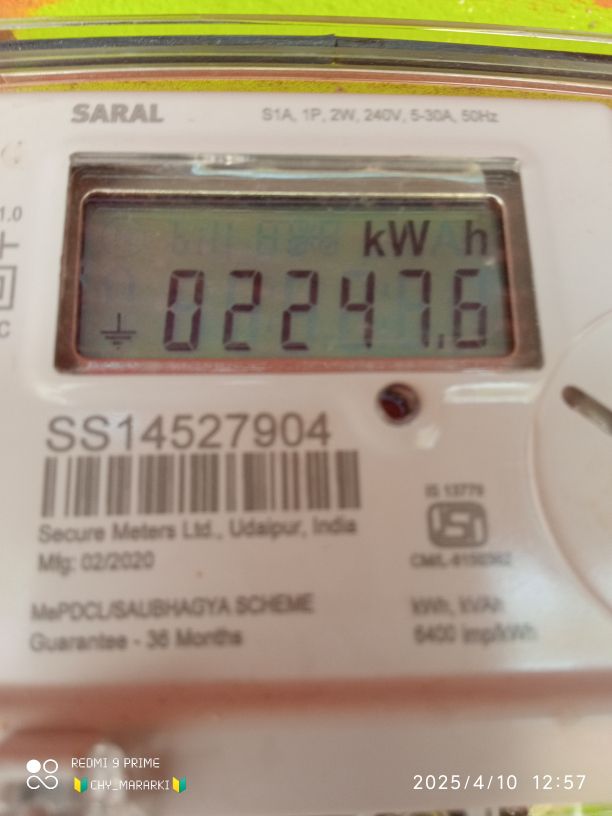 SARAL
S1A, 1P, 2W, 240V, 5-30A, 50Hz
1.0
C
kW h
02247.6
SS14527904
Secure Meters Ltd., Udaipur, India
Mfg: 02/2020
IS 13779
MePDCL/SAUBHAGYA SCHEME
Guarantee - 36 Months
kWh, kVAh
6400 imp/kWh
REDMI 9 PRIME
🔰CHY_MARARKI🔰
2025/4/10 12:57